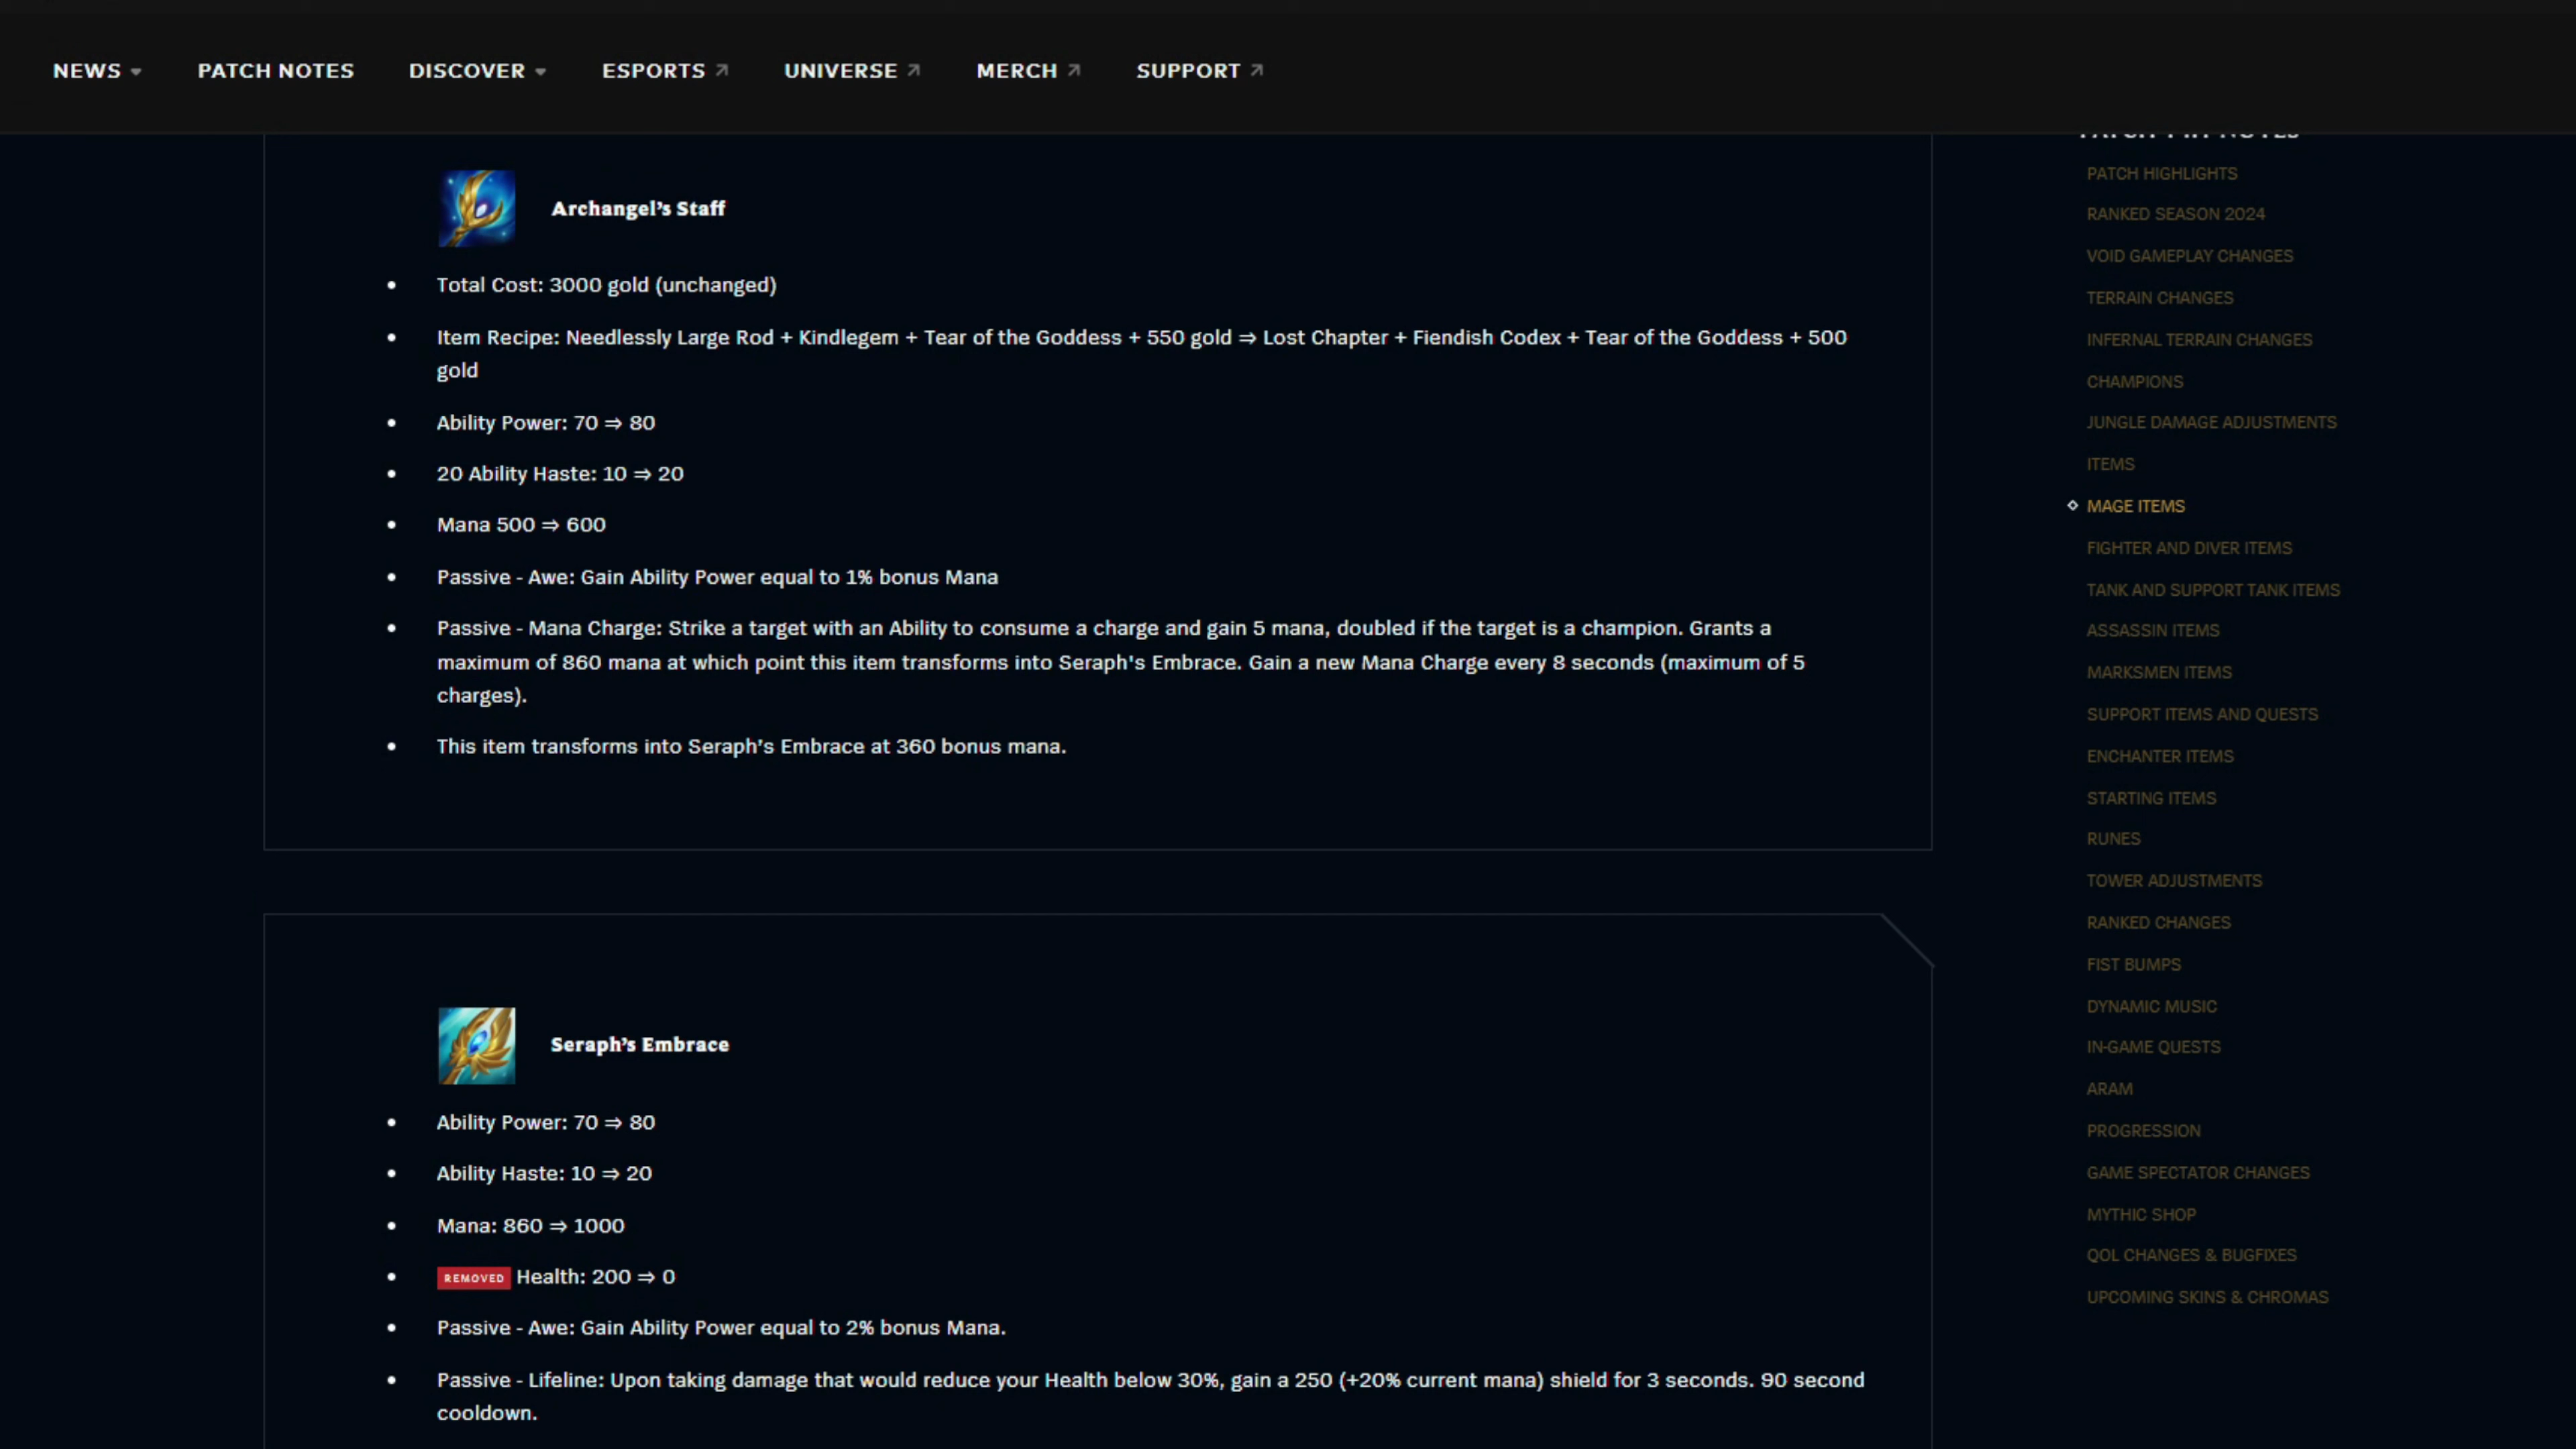 NEWS
PATCH NOTES
DISCOVER
ESPORTS
UNIVERSE
MERCH
SUPPORT
Archangel’s Staff
• Total Cost: 3000 gold (unchanged)
• Item Recipe: Needlessly Large Rod + Kindlegem + Tear of the Goddess + 550 gold ⇒ Lost Chapter + Fiendish Codex + Tear of the Goddess + 500
gold
• Ability Power: 70 ⇒ 80
• 20 Ability Haste: 10 ⇒ 20
• Mana 500 ⇒ 600
• Passive - Awe: Gain Ability Power equal to 1% bonus Mana
• Passive - Mana Charge: Strike a target with an Ability to consume a charge and gain 5 mana, doubled if the target is a champion. Grants a
maximum of 860 mana at which point this item transforms into Seraph's Embrace. Gain a new Mana Charge every 8 seconds (maximum of 5
charges).
• This item transforms into Seraph’s Embrace at 360 bonus mana.
Seraph’s Embrace
• Ability Power: 70 ⇒ 80
• Ability Haste: 10 ⇒ 20
• Mana: 860 ⇒ 1000
• REMOVED Health: 200 ⇒ 0
• Passive - Awe: Gain Ability Power equal to 2% bonus Mana.
• Passive - Lifeline: Upon taking damage that would reduce your Health below 30%, gain a 250 (+20% current mana) shield for 3 seconds. 90 second
cooldown.
PATCH HIGHLIGHTS
RANKED SEASON 2024
VOID GAMEPLAY CHANGES
TERRAIN CHANGES
INFERNAL TERRAIN CHANGES
CHAMPIONS
JUNGLE DAMAGE ADJUSTMENTS
ITEMS
MAGE ITEMS
FIGHTER AND DIVER ITEMS
TANK AND SUPPORT TANK ITEMS
ASSASSIN ITEMS
MARKSMEN ITEMS
SUPPORT ITEMS AND QUESTS
ENCHANTER ITEMS
STARTING ITEMS
RUNES
TOWER ADJUSTMENTS
RANKED CHANGES
FIST BUMPS
DYNAMIC MUSIC
IN-GAME QUESTS
ARAM
PROGRESSION
GAME SPECTATOR CHANGES
MYTHIC SHOP
QOL CHANGES & BUGFIXES
UPCOMING SKINS & CHROMAS